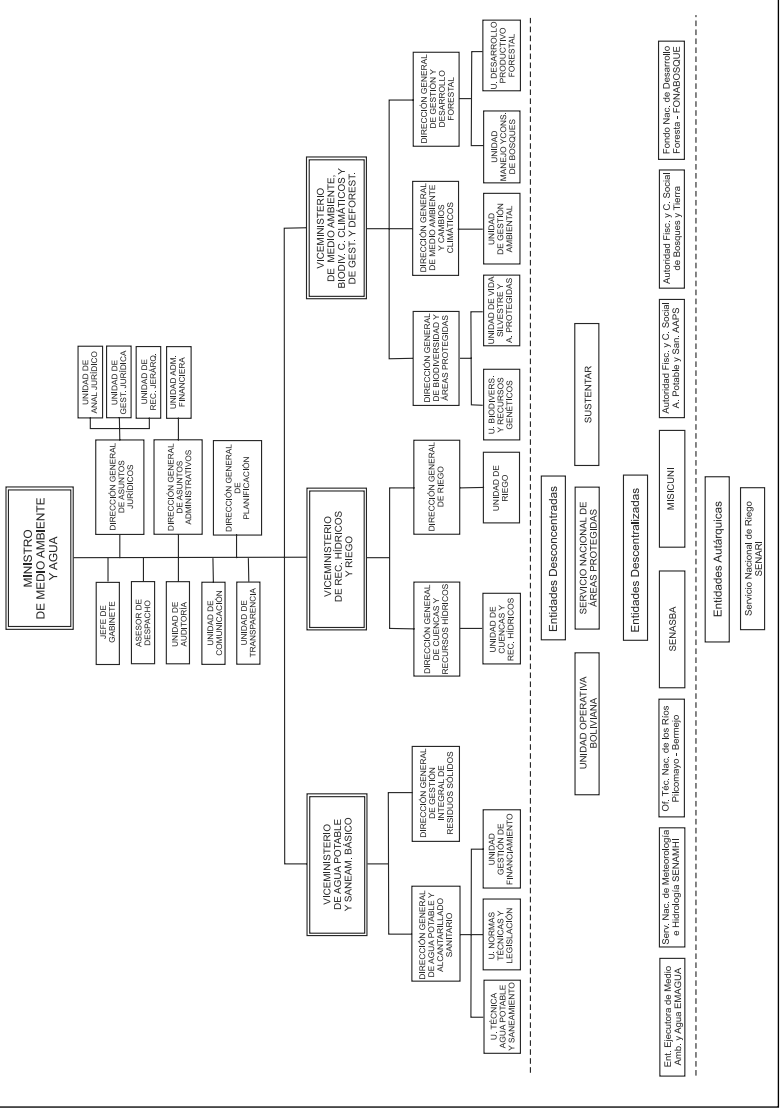 MINISTRO
DE MEDIO AMBIENTE
Y AGUA
JEFE DE
GABINETE
ASESOR DE
DESPACHO
UNIDAD DE
AUDITORÍA
UNIDAD DE
COMUNICACIÓN
UNIDAD DE
TRANSPARENCIA
DIRECCIÓN GENERAL
DE ASUNTOS
JURÍDICOS
UNIDAD DE
ANAL JURÍDICO
UNIDAD DE
GEST. JURÍDICA
UNIDAD DE
REC. JERÁRQ.
DIRECCIÓN GENERAL
DE ASUNTOS
ADMINISTRATIVOS
UNIDAD ADM.
FINANCIERA
DIRECCIÓN GENERAL
DE
PLANIFICACIÓN
VICEMINISTERIO
DE AGUA POTABLE
Y SANEAM. BÁSICO
VICEMINISTERIO
DE REC. HÍDRICOS
Y RIEGO
VICEMINISTERIO
DE MEDIO AMBIENTE,
BIODIV. C. CLIMÁTICOS Y
DE GEST. Y DEFOREST.
DIRECCIÓN GENERAL
DE AGUA POTABLE Y
ALCANTARILLADO
SANITARIO
DIRECCIÓN GENERAL
DE GESTIÓN
INTEGRAL DE
RESIDUOS SÓLIDOS
DIRECCIÓN GENERAL
DE CUENCAS Y
RECURSOS HÍDRICOS
DIRECCIÓN GENERAL
DE RIEGO
DIRECCIÓN GENERAL
DE BIODIVERSIDAD Y
ÁREAS PROTEGIDAS
DIRECCIÓN GENERAL
DE MEDIO AMBIENTE
Y CAMBIOS
CLIMÁTICOS
DIRECCIÓN GENERAL
DE GESTIÓN Y
DESARROLLO
FORESTAL
U. TÉCNICA
AGUA POTABLE
Y SANEAMIENTO
U. NORMAS
TÉCNICAS Y
LEGISLACIÓN
UNIDAD
GESTIÓN DE
FINANCIAMIENTO
UNIDAD DE
CUENCAS Y
REC. HÍDRICOS
UNIDAD DE
RIEGO
U. BIODIVERS.
Y RECURSOS
GENÉTICOS
UNIDAD DE VIDA
SILVESTRE Y
A. PROTEGIDAS
UNIDAD
DE GESTIÓN
AMBIENTAL
UNIDAD
MANEJO YCONS.
DE BOSQUES
U. DESARROLLO
PRODUCTIVO
FORESTAL
Entidades Desconcentradas
UNIDAD OPERATIVA
BOLIVIANA
SERVICIO NACIONAL DE
ÁREAS PROTEGIDAS
SUSTENTAR
Entidades Descentralizadas
Ent. Ejecutora de Medio
Amb. y Agua EMAGUA
Serv. Nac. de Meteorología
e Hidrología SENAMHI
Of. Téc. Nac. de los Ríos
Pilcomayo - Bermejo
SENASBA
MISICUNI
Autoridad Fisc. y C. Social
A. Potable y San. AAPS
Autoridad Fisc. y C. Social
de Bosques y Tierra
Fondo Nac. de Desarrollo
Foresta - FONABOSQUE
Entidades Autárquicas
Servicio Nacional de Riego
SENARI